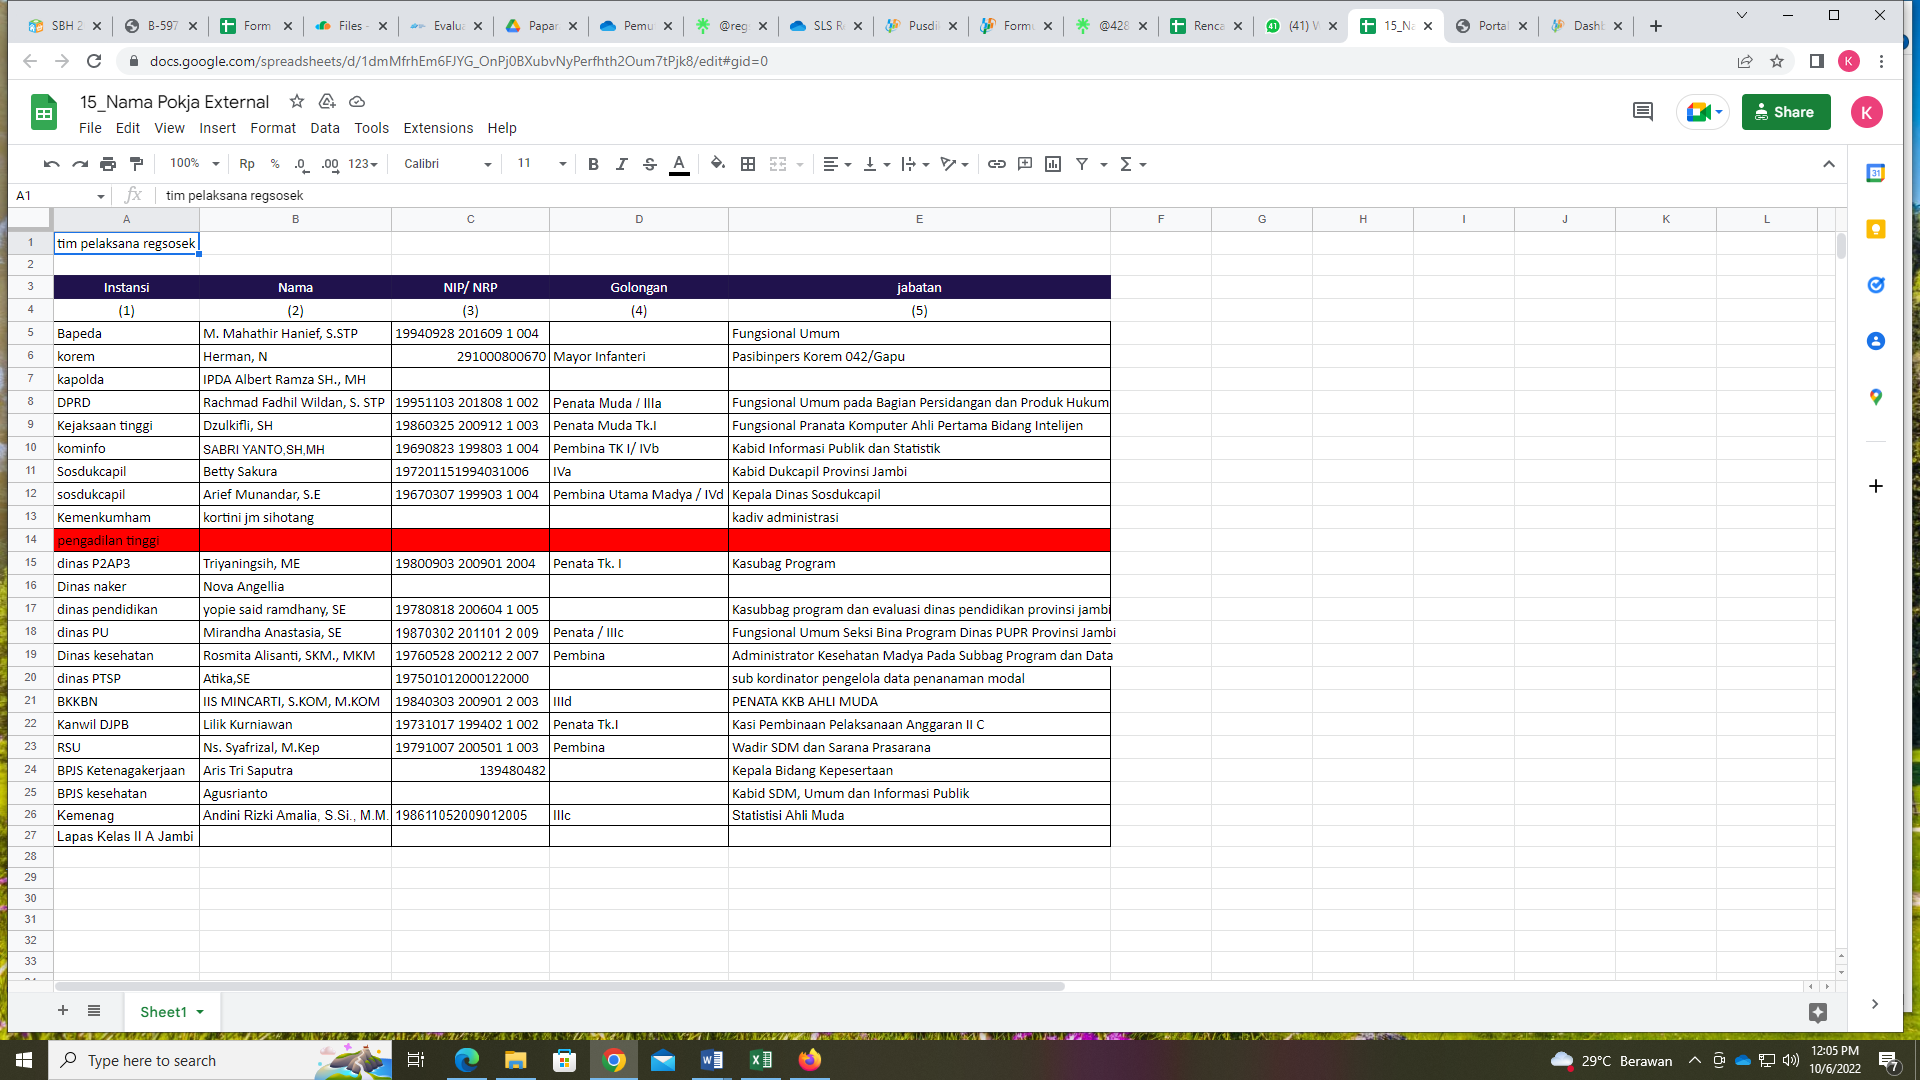 SBH 2
B-597
Form
Files -
Evalua
Papar
Pemu
@reg
SLS R
Pusdi
Form
@428
Renca
(41) W
15_Na
Portal
Dashb
docs.google.com/spreadsheets/d/1dmMfrhEm6FJYG_OnPj0BXubvNyPerfhth2Oum7tPjk8/edit#gid=0
K
15_Nama Pokja External
File Edit View Insert Format Data Tools Extensions Help
Share
K
100% Rp % .0 .00 123 Calibri 11 B I S A
A1 fx tim pelaksana regsosek
A B C D E F G H I J K L
1 tim pelaksana regsosek
2
3 Instansi Nama NIP/ NRP Golongan jabatan
4 (1) (2) (3) (4) (5)
5 Bapeda M. Mahathir Hanief, S.STP 19940928 201609 1 004 Fungsional Umum
6 korem Herman, N 291000800670 Mayor Infanteri Pasibinpers Korem 042/Gapu
7 kapolda IPDA Albert Ramza SH., MH
8 DPRD Rachmad Fadhil Wildan, S. STP 19951103 201808 1 002 Penata Muda / IIIa Fungsional Umum pada Bagian Persidangan dan Produk Hukum
9 Kejaksaan tinggi Dzulkifli, SH 19860325 200912 1 003 Penata Muda Tk.I Fungsional Pranata Komputer Ahli Pertama Bidang Intelijen
10 kominfo SABRI YANTO,SH,MH 19690823 199803 1 004 Pembina TK I/ IVb Kabid Informasi Publik dan Statistik
11 Sosdukcapil Betty Sakura 197201151994031006 IVa Kabid Dukcapil Provinsi Jambi
12 sosdukcapil Arief Munandar, S.E 19670307 199903 1 004 Pembina Utama Madya / IVd Kepala Dinas Sosdukcapil
13 Kemenkumham kortini jm sihotang kadiv administrasi
14 pengadilan tinggi
15 dinas P2AP3 Triyaningsih, ME 19800903 200901 2004 Penata Tk. I Kasubag Program
16 Dinas naker Nova Angellia
17 dinas pendidikan yopie said ramdhany, SE 19780818 200604 1 005 Kasubbag program dan evaluasi dinas pendidikan provinsi jambi
18 dinas PU Mirandha Anastasia, SE 19870302 201101 2 009 Penata / IIIc Fungsional Umum Seksi Bina Program Dinas PUPR Provinsi Jambi
19 Dinas kesehatan Rosmita Alisanti, SKM., MKM 19760528 200212 2 007 Pembina Administrator Kesehatan Madya Pada Subbag Program dan Data
20 dinas PTSP Atika,SE 197501012000122000 sub kordinator pengelola data penanaman modal
21 BKKBN IIS MINCARTI, S.KOM, M.KOM 19840303 200901 2 003 IIId PENATA KKB AHLI MUDA
22 Kanwil DJPB Lilik Kurniawan 19731017 199402 1 002 Penata Tk.I Kasi Pembinaan Pelaksanaan Anggaran II C
23 RSU Ns. Syafrizal, M.Kep 19791007 200501 1 003 Pembina Wadir SDM dan Sarana Prasarana
24 BPJS Ketenagakerjaan Aris Tri Saputra 139480482 Kepala Bidang Kepesertaan
25 BPJS kesehatan Agusrianto Kabid SDM, Umum dan Informasi Publik
26 Kemenag Andini Rizki Amalia, S.Si., M.M. 198611052009012005 IIIc Statistisi Ahli Muda
27 Lapas Kelas II A Jambi
28
29
30
31
32
33
Sheet1
Type here to search
29°C Berawan
12:05 PM
10/6/2022
7